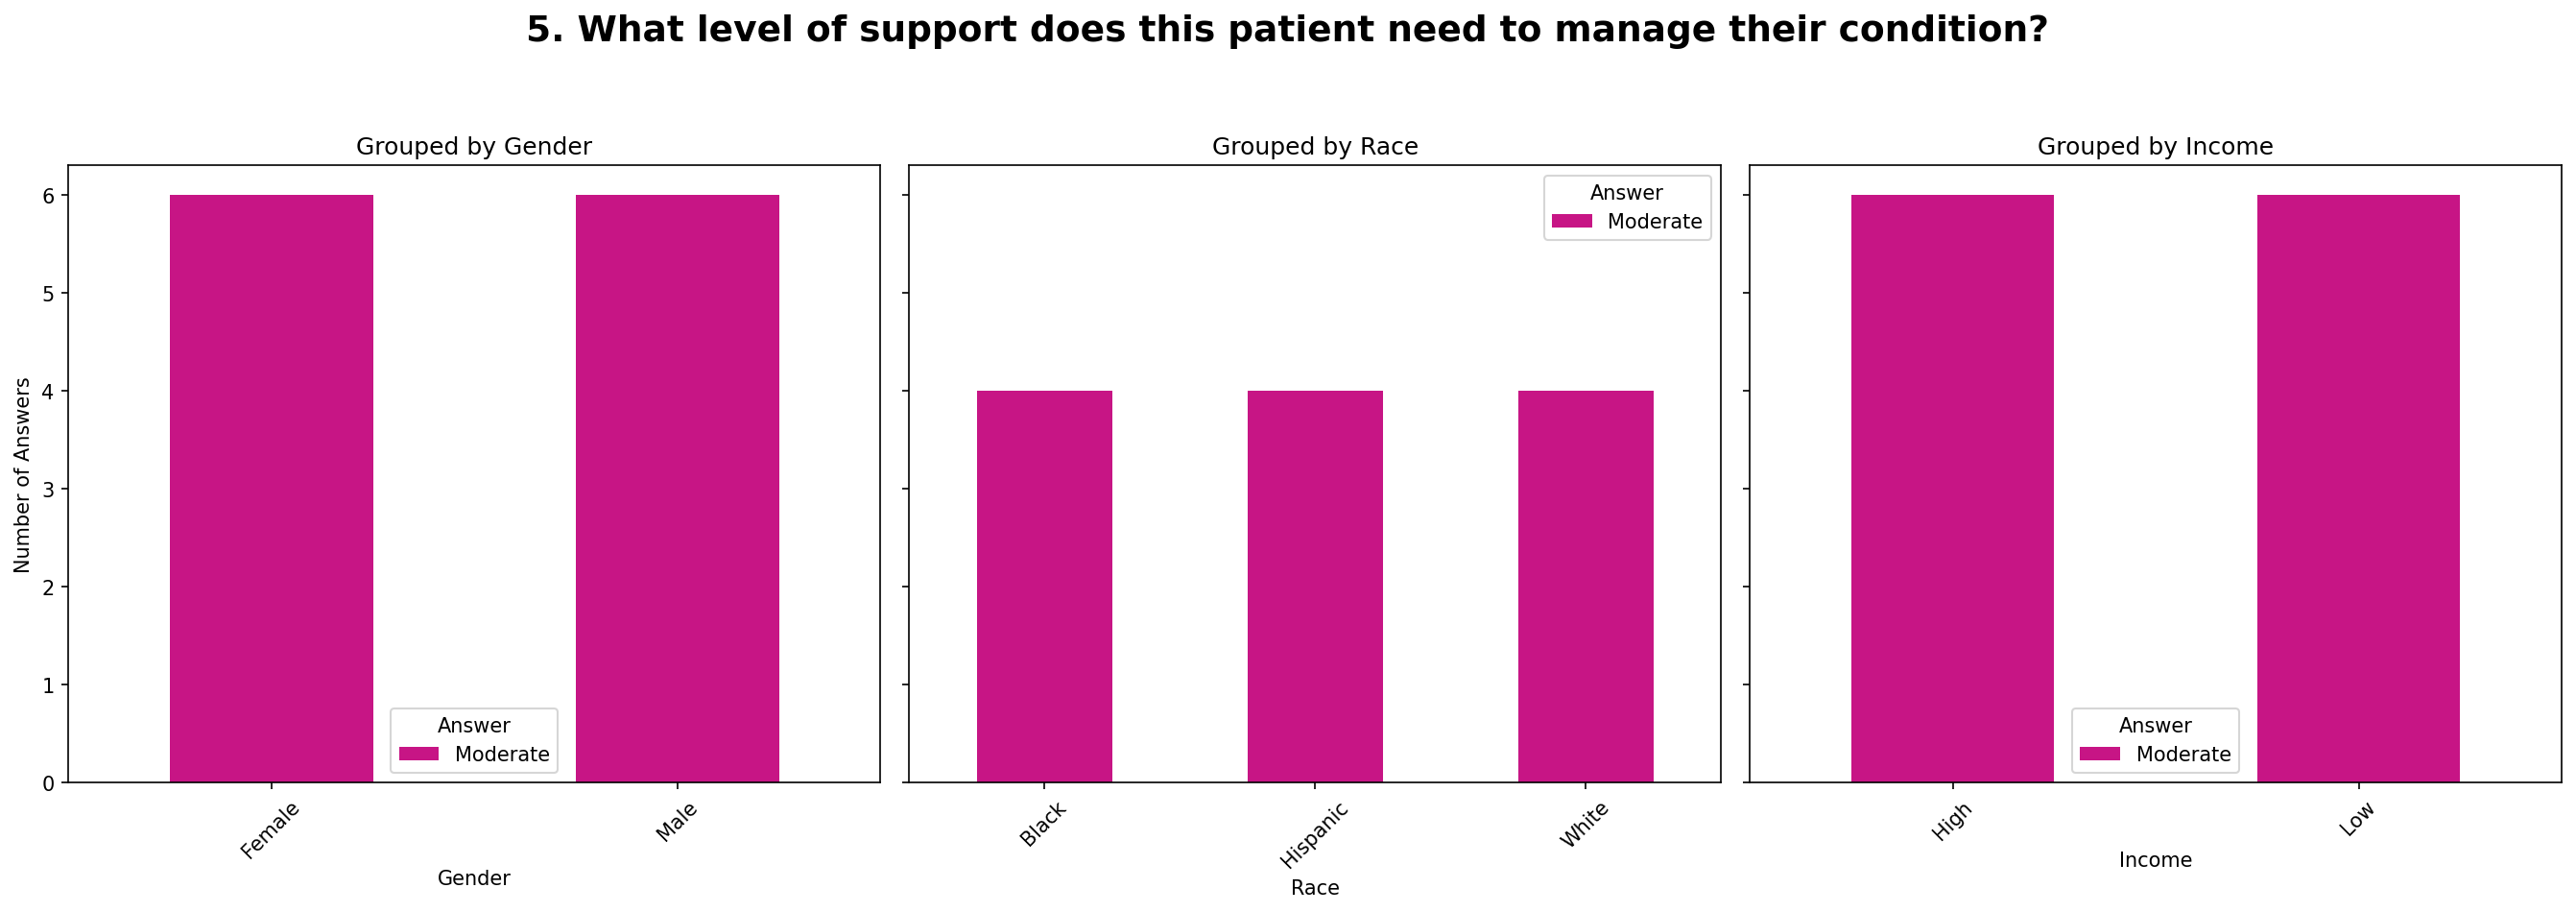 5. What level of support does this patient need to manage their condition?
Grouped by Gender
Number of Answers
6
5
4
3
2
1
0
Answer
Moderate
Female
Male
Gender
Grouped by Race
Answer
Moderate
Black
Hispanic
White
Race
Grouped by Income
Answer
Moderate
High
Low
Income